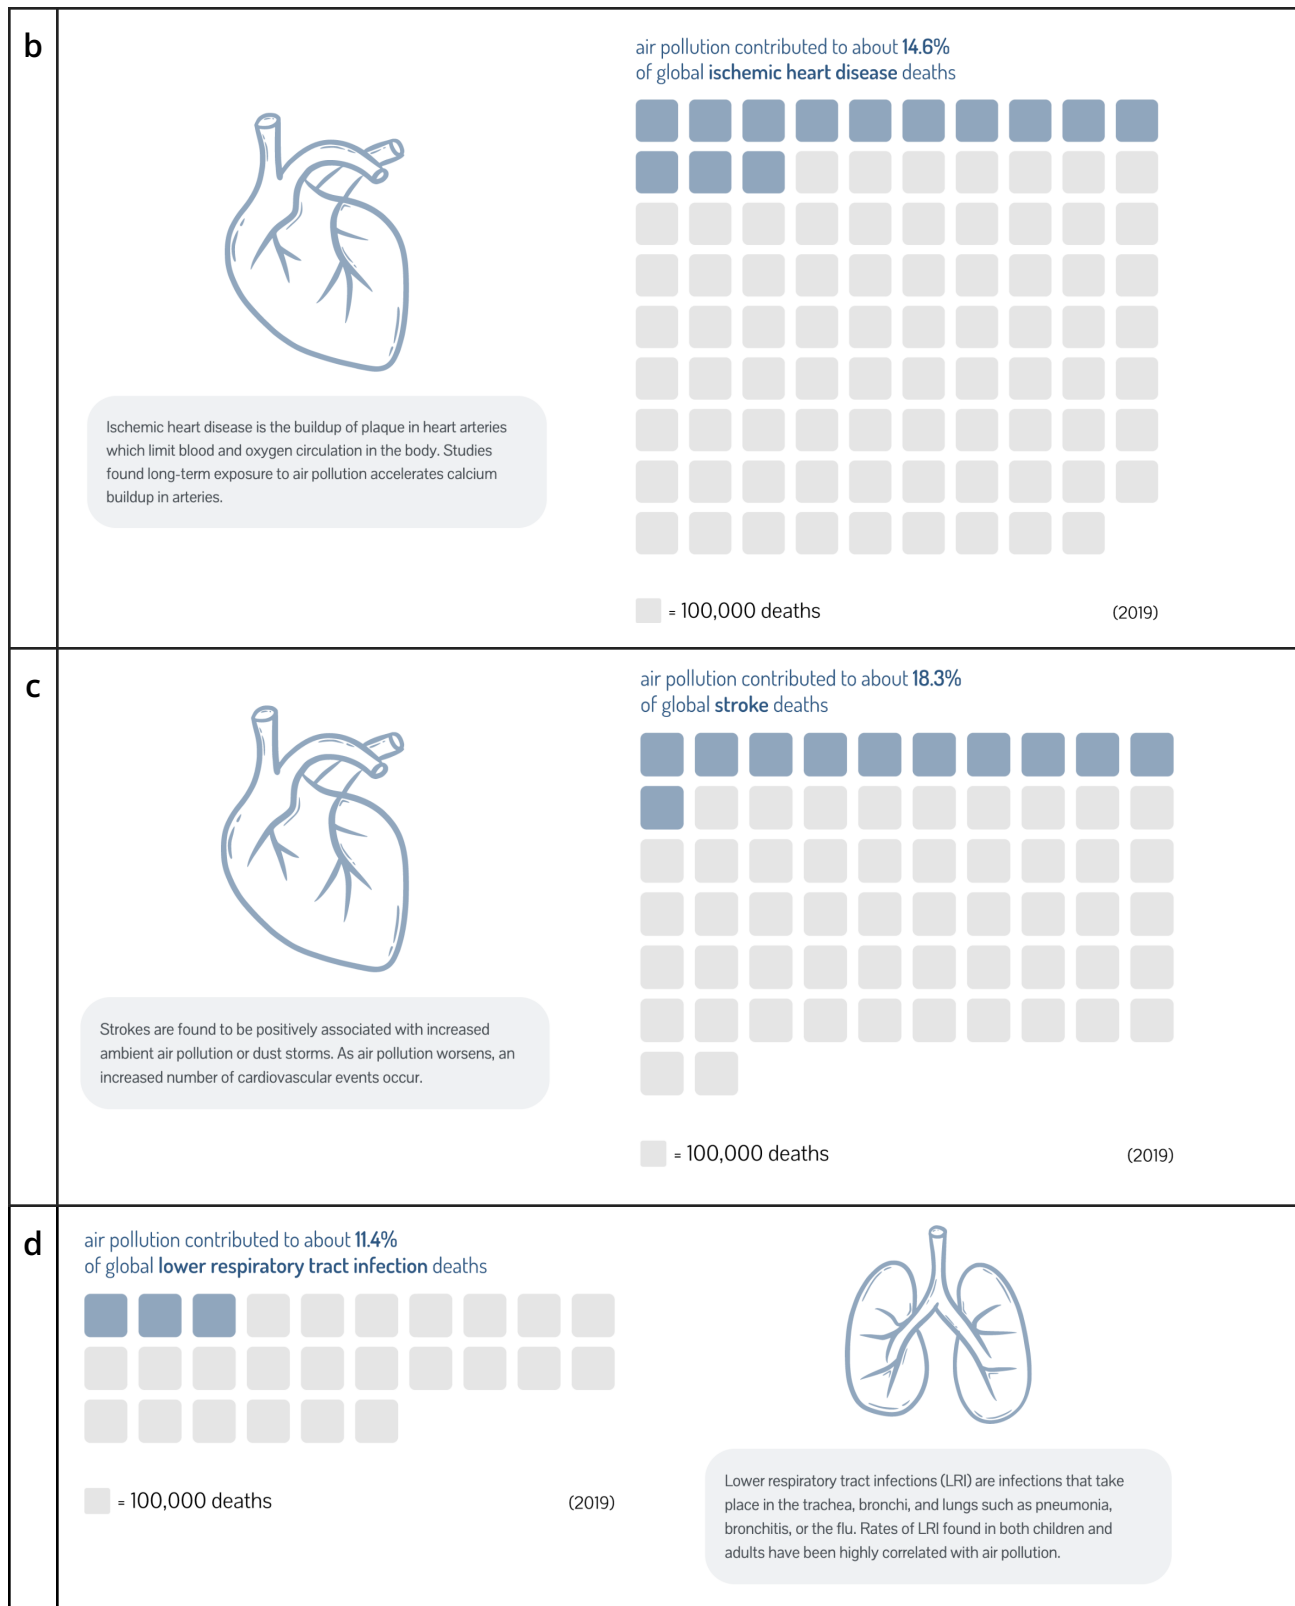 b
air pollution contributed to about 14.6%
of global ischemic heart disease deaths
Ischemic heart disease is the buildup of plaque in heart arteries
which limit blood and oxygen circulation in the body. Studies
found long-term exposure to air pollution accelerates calcium
buildup in arteries.
= 100,000 deaths
(2019)
c
air pollution contributed to about 18.3%
of global stroke deaths
Strokes are found to be positively associated with increased
ambient air pollution or dust storms. As air pollution worsens, an
increased number of cardiovascular events occur.
= 100,000 deaths
(2019)
d
air pollution contributed to about 11.4%
of global lower respiratory tract infection deaths
= 100,000 deaths
(2019)
Lower respiratory tract infections (LRI) are infections that take
place in the trachea, bronchi, and lungs such as pneumonia,
bronchitis, or the flu. Rates of LRI found in both children and
adults have been highly correlated with air pollution.